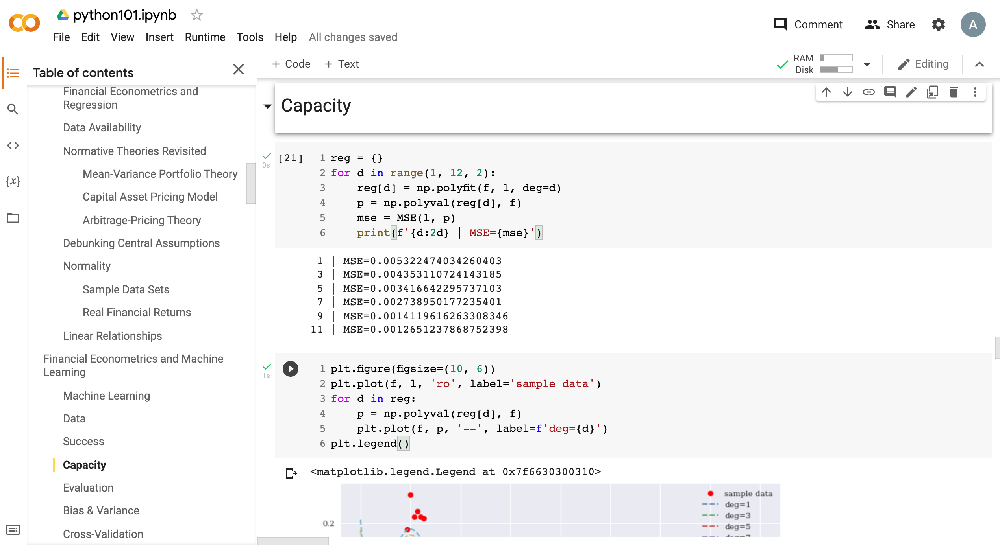 python101.ipynb
File Edit View Insert Runtime Tools Help All changes saved
Comment Share A
Table of contents
Financial Econometrics and
Regression
Data Availability
Normative Theories Revisited
Mean-Variance Portfolio Theory
Capital Asset Pricing Model
Arbitrage-Pricing Theory
Debunking Central Assumptions
Normality
Sample Data Sets
Real Financial Returns
Linear Relationships
Financial Econometrics and Machine
Learning
Machine Learning
Data
Success
Capacity
Evaluation
Bias & Variance
Cross-Validation
+ Code + Text
RAM
Disk
Editing
Capacity
0s
[21]
1 reg = {}
2 for d in range(1, 12, 2):
3     reg[d] = np.polyfit(f, l, deg=d)
4     p = np.polyval(reg[d], f)
5     mse = MSE(l, p)
6     print(f'{d:2d} | MSE={mse}')
1 | MSE=0.005322474034260403
3 | MSE=0.004353110724143185
5 | MSE=0.003416642295737103
7 | MSE=0.002738950177235401
9 | MSE=0.0014119616263308346
11 | MSE=0.0012651237868752398
1s
1 plt.figure(figsize=(10, 6))
2 plt.plot(f, l, 'ro', label='sample data')
3 for d in reg:
4     p = np.polyval(reg[d], f)
5     plt.plot(f, p, '--', label=f'deg={d}')
6 plt.legend()
<matplotlib.legend.Legend at 0x7f6630300310>
sample data
deg=1
deg=3
deg=5
deg=7
0.2